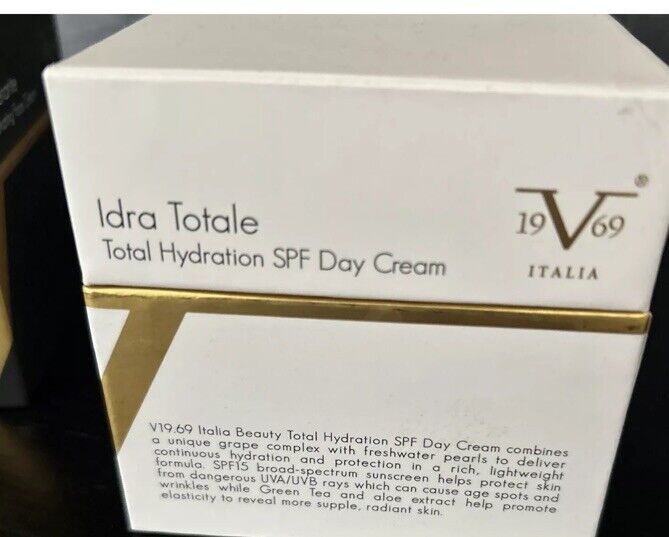 Idra Totale
Total Hydration SPF Day Cream
19V69®
ITALIA
V19.69 Italia Beauty Total Hydration SPF Day Cream combines
a unique grape complex with freshwater pearls to deliver
continuous hydration and protection in a rich, lightweight
formula. SPF15 broad-spectrum sunscreen helps protect skin
from dangerous UVA/UVB rays which can cause age spots and
wrinkles while Green Tea and aloe extract help promote
elasticity to reveal more supple, radiant skin.